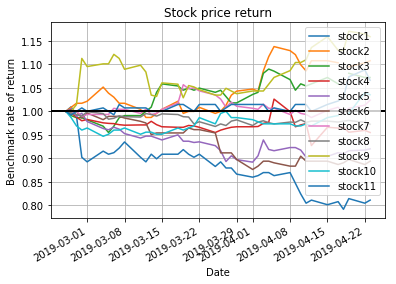 Stock price return
Benchmark rate of return
1.15
1.10
1.05
1.00
0.95
0.90
0.85
0.80
stock1
stock2
stock3
stock4
stock5
stock6
stock7
stock8
stock9
stock10
stock11
2019-03-01
2019-03-08
2019-03-15
2019-03-22
2019-03-29
2019-04-01
2019-04-08
2019-04-15
2019-04-22
Date